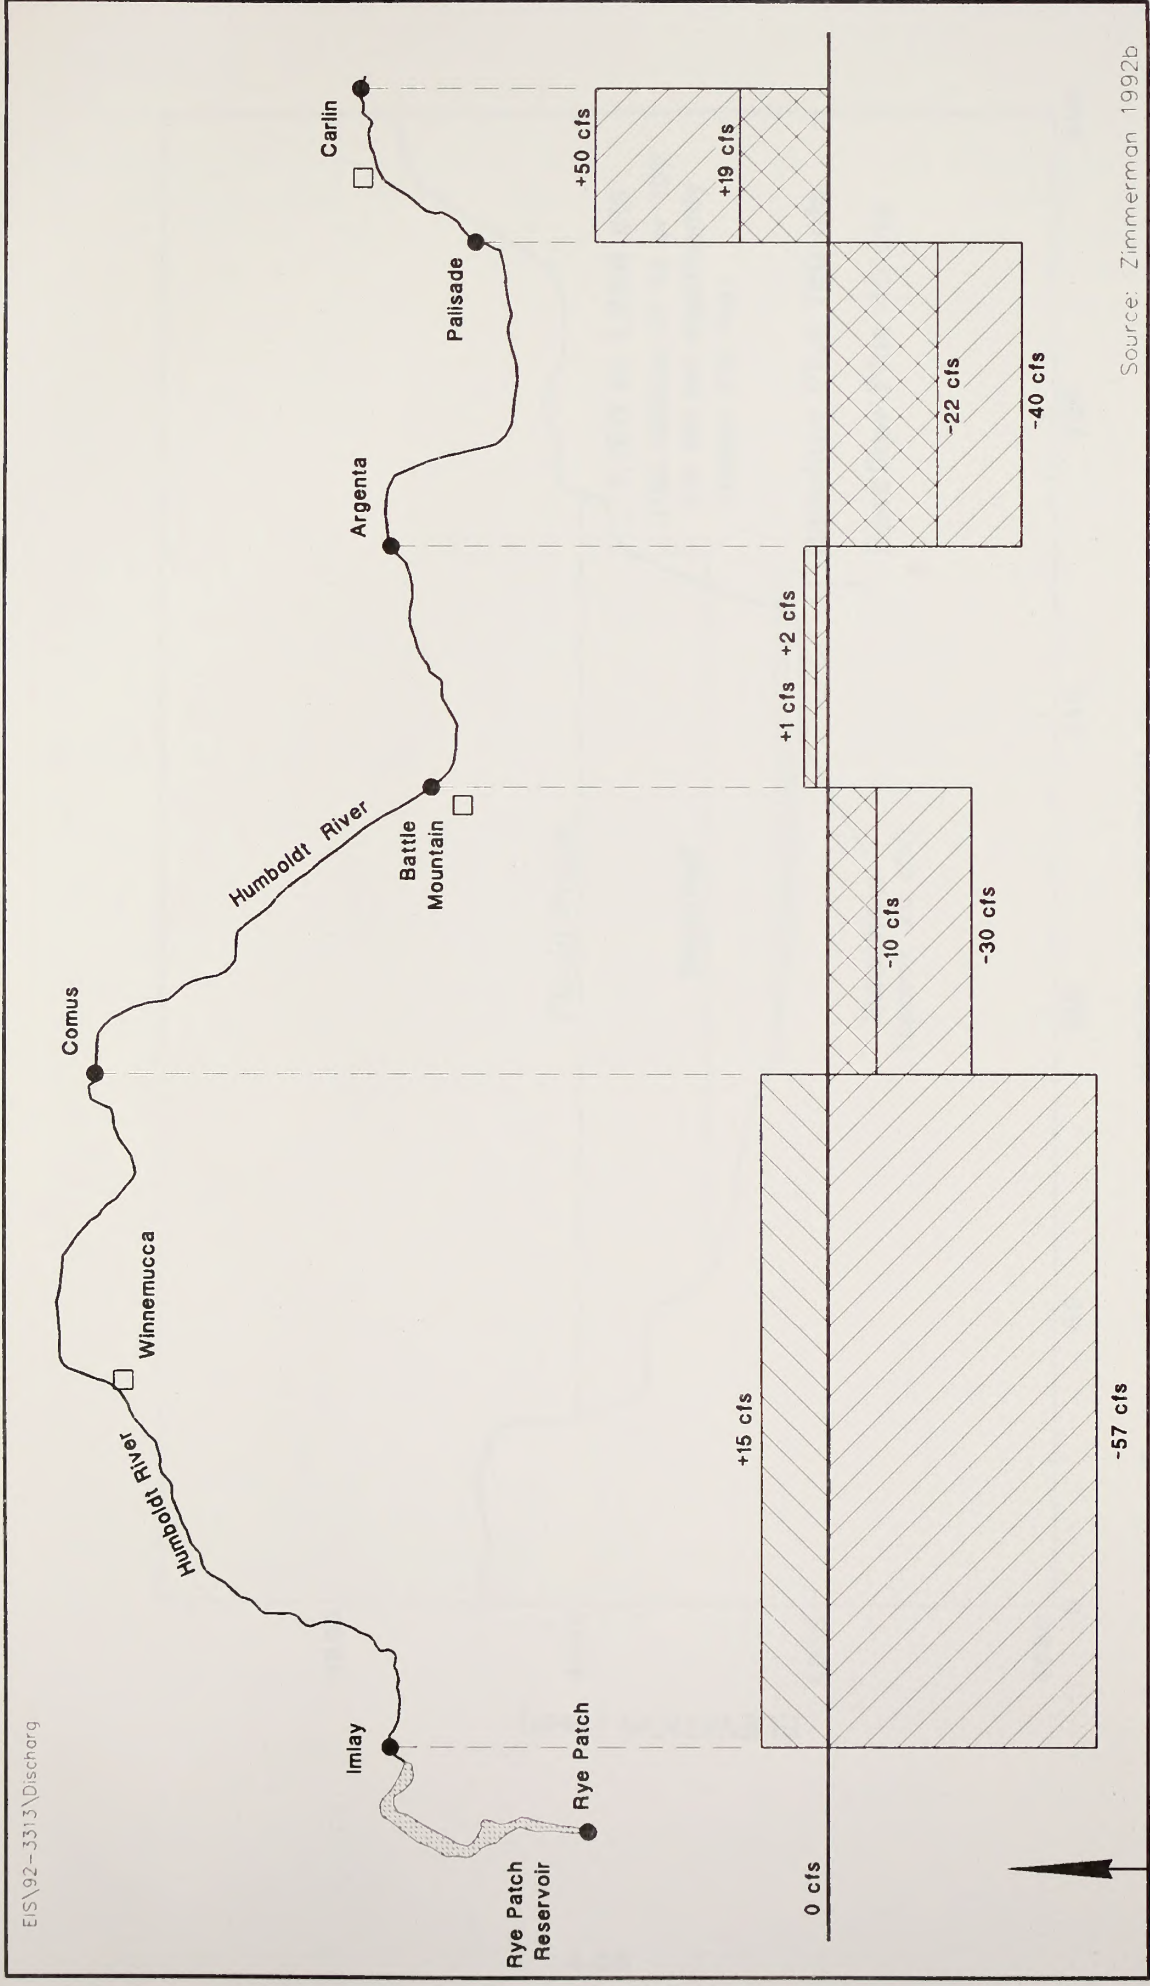 EIS\92-3313\Discharg
Comus
Winnemucca
Humboldt River
Humboldt River
Imlay
Rye Patch
Rye Patch
Reservoir
Battle
Mountain
Argenta
Palisade
Carlin
0 cfs
+15 cfs
-57 cfs
-10 cfs
-30 cfs
+1 cfs +2 cfs
-22 cfs
-40 cfs
+50 cfs
+19 cfs
Source: Zimmerman 1992b